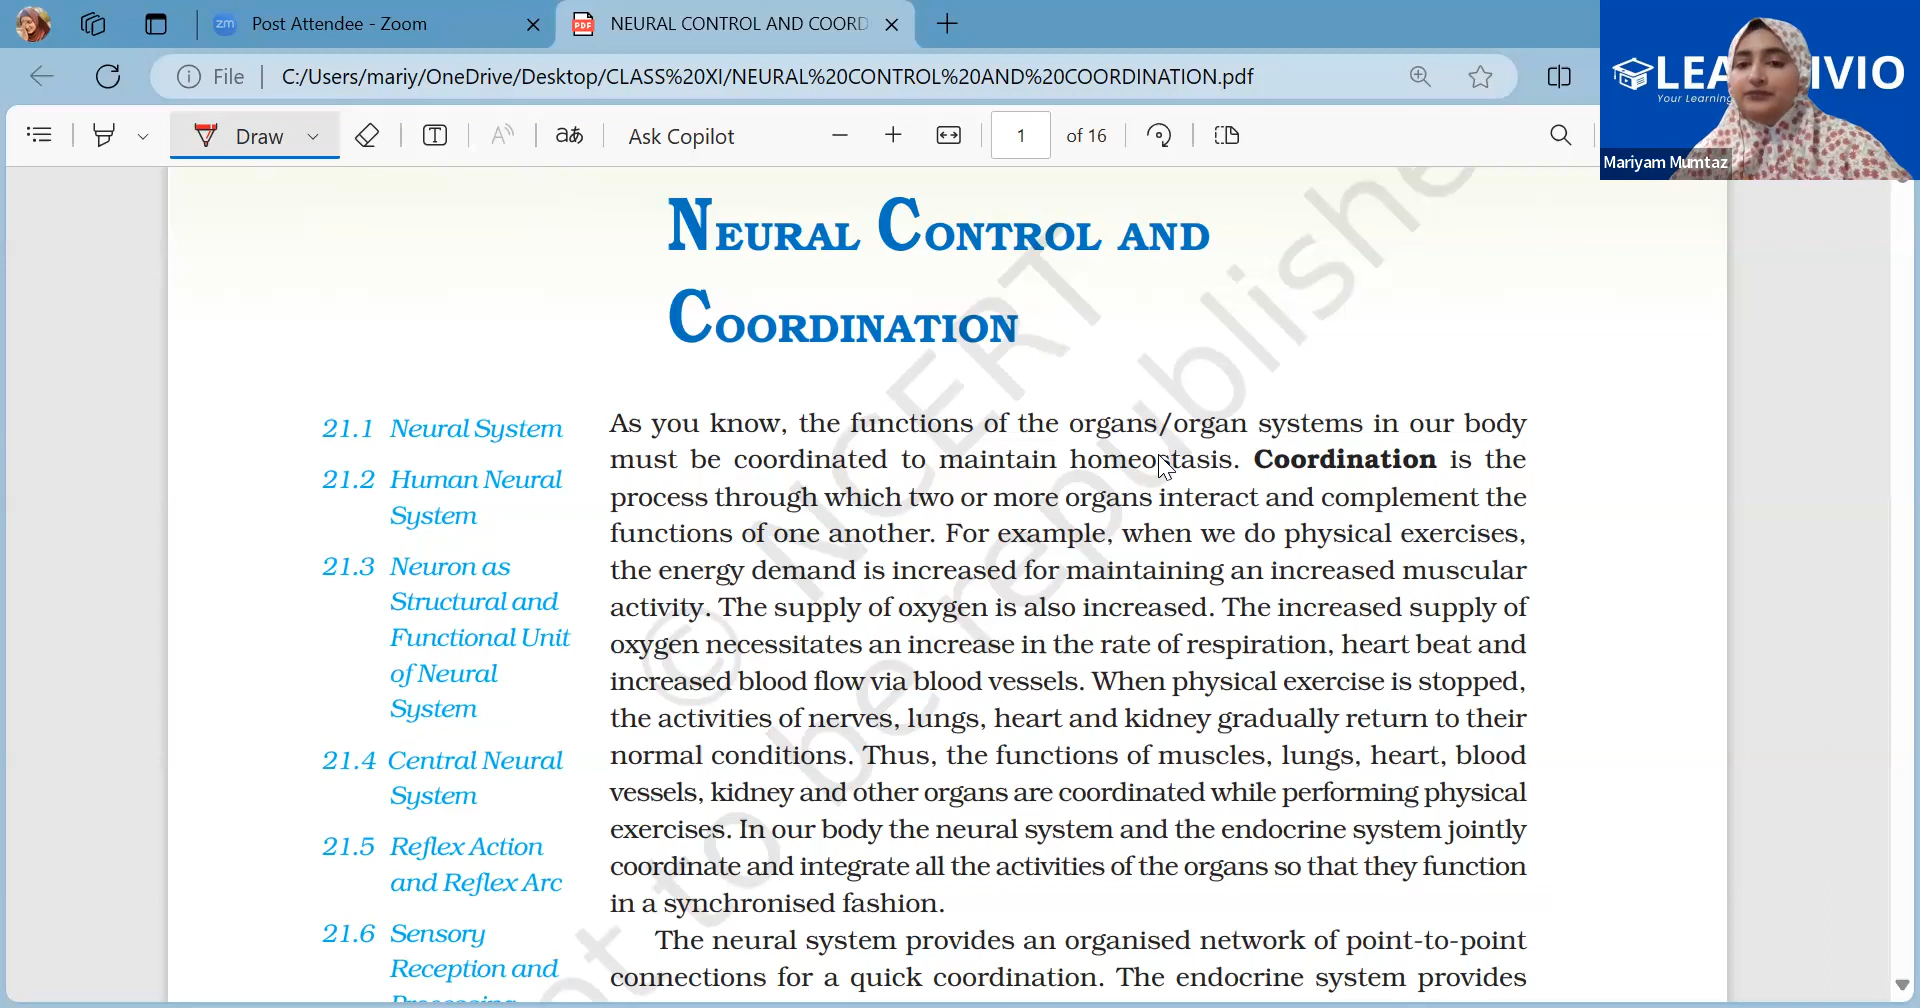 Post Attendee - Zoom
NEURAL CONTROL AND COORD
File
C:/Users/mariy/OneDrive/Desktop/CLASS%20XI/NEURAL%20CONTROL%20AND%20COORDINATION.pdf
Draw
Ask Copilot
1
of 16
Your Learning
Mariyam Mumtaz
NEURAL CONTROL AND
COORDINATION
21.1 Neural System
21.2 Human Neural
System
21.3 Neuron as
Structural and
Functional Unit
of Neural
System
21.4 Central Neural
System
21.5 Reflex Action
and Reflex Arc
21.6 Sensory
Reception and
Processing
As you know, the functions of the organs/organ systems in our body
must be coordinated to maintain homeostasis. Coordination is the
process through which two or more organs interact and complement the
functions of one another. For example, when we do physical exercises,
the energy demand is increased for maintaining an increased muscular
activity. The supply of oxygen is also increased. The increased supply of
oxygen necessitates an increase in the rate of respiration, heart beat and
increased blood flow via blood vessels. When physical exercise is stopped,
the activities of nerves, lungs, heart and kidney gradually return to their
normal conditions. Thus, the functions of muscles, lungs, heart, blood
vessels, kidney and other organs are coordinated while performing physical
exercises. In our body the neural system and the endocrine system jointly
coordinate and integrate all the activities of the organs so that they function
in a synchronised fashion.
The neural system provides an organised network of point-to-point
connections for a quick coordination. The endocrine system provides
© NCERT
not to be republishe